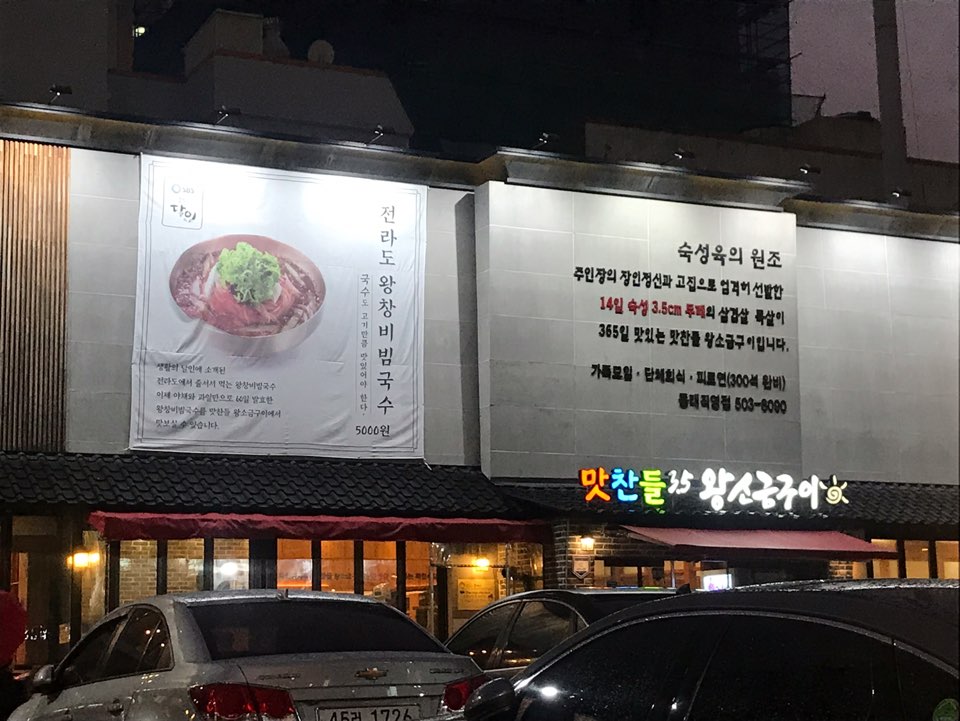 SBS
달인
전라도 왕창비빔국수
국수도 고기만큼 맛있어야 한다.
5000원
생활의 달인에 소개된
전라도에서 줄서서 먹는 왕창비빔국수
이제 야채와 과일만으로 66일 발효한
왕창비빔국수를 맛찬들 왕소금구이에서
맛보실 수 있습니다.
숙성육의 원조
주인장의 장인정신과 고집으로 엄격히 선발한
14일 숙성 3.5cm 두께의 삼겹살 목살이
365일 맛있는 맛찬들 왕소금구이입니다.
가족모임 · 단체회식 · 피로연(300석 완비)
동래직영점 503-6090
맛찬들 3.5 왕소금구이
45러 1726